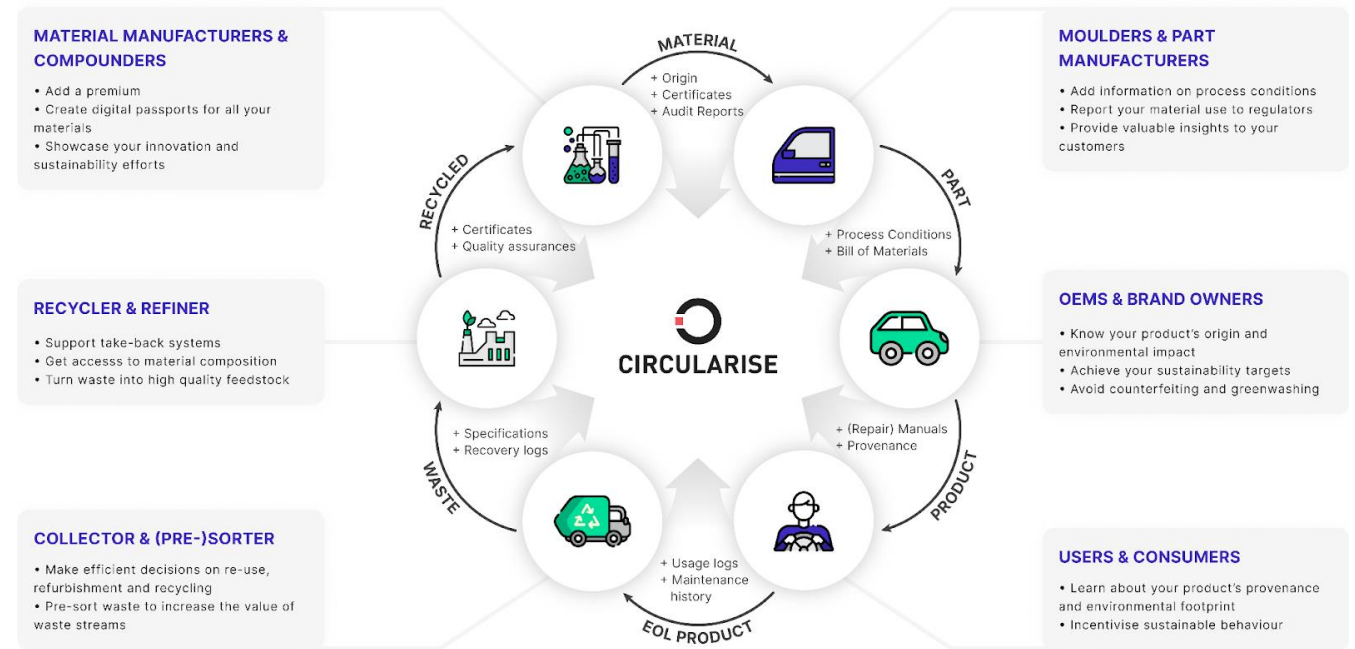 MATERIAL MANUFACTURERS &
COMPOUNDERS
• Add a premium
• Create digital passports for all your
materials
• Showcase your innovation and
sustainability efforts
RECYCLER & REFINER
• Support take-back systems
• Get accesss to material composition
• Turn waste into high quality feedstock
COLLECTOR & (PRE-)SORTER
• Make efficient decisions on re-use,
refurbishment and recycling
• Pre-sort waste to increase the value of
waste streams
MATERIAL
+ Origin
+ Certificates
+ Audit Reports
PART
+ Process Conditions
+ Bill of Materials
PRODUCT
+ (Repair) Manuals
+ Provenance
EOL PRODUCT
+ Usage logs
+ Maintenance
history
WASTE
+ Specifications
+ Recovery logs
RECYCLED
+ Certificates
+ Quality assurances
CIRCULARISE
MOULDERS & PART
MANUFACTURERS
• Add information on process conditions
• Report your material use to regulators
• Provide valuable insights to your
customers
OEMS & BRAND OWNERS
• Know your product's origin and
environmental impact
• Achieve your sustainability targets
• Avoid counterfeiting and greenwashing
USERS & CONSUMERS
• Learn about your product's provenance
and environmental footprint
• Incentivise sustainable behaviour